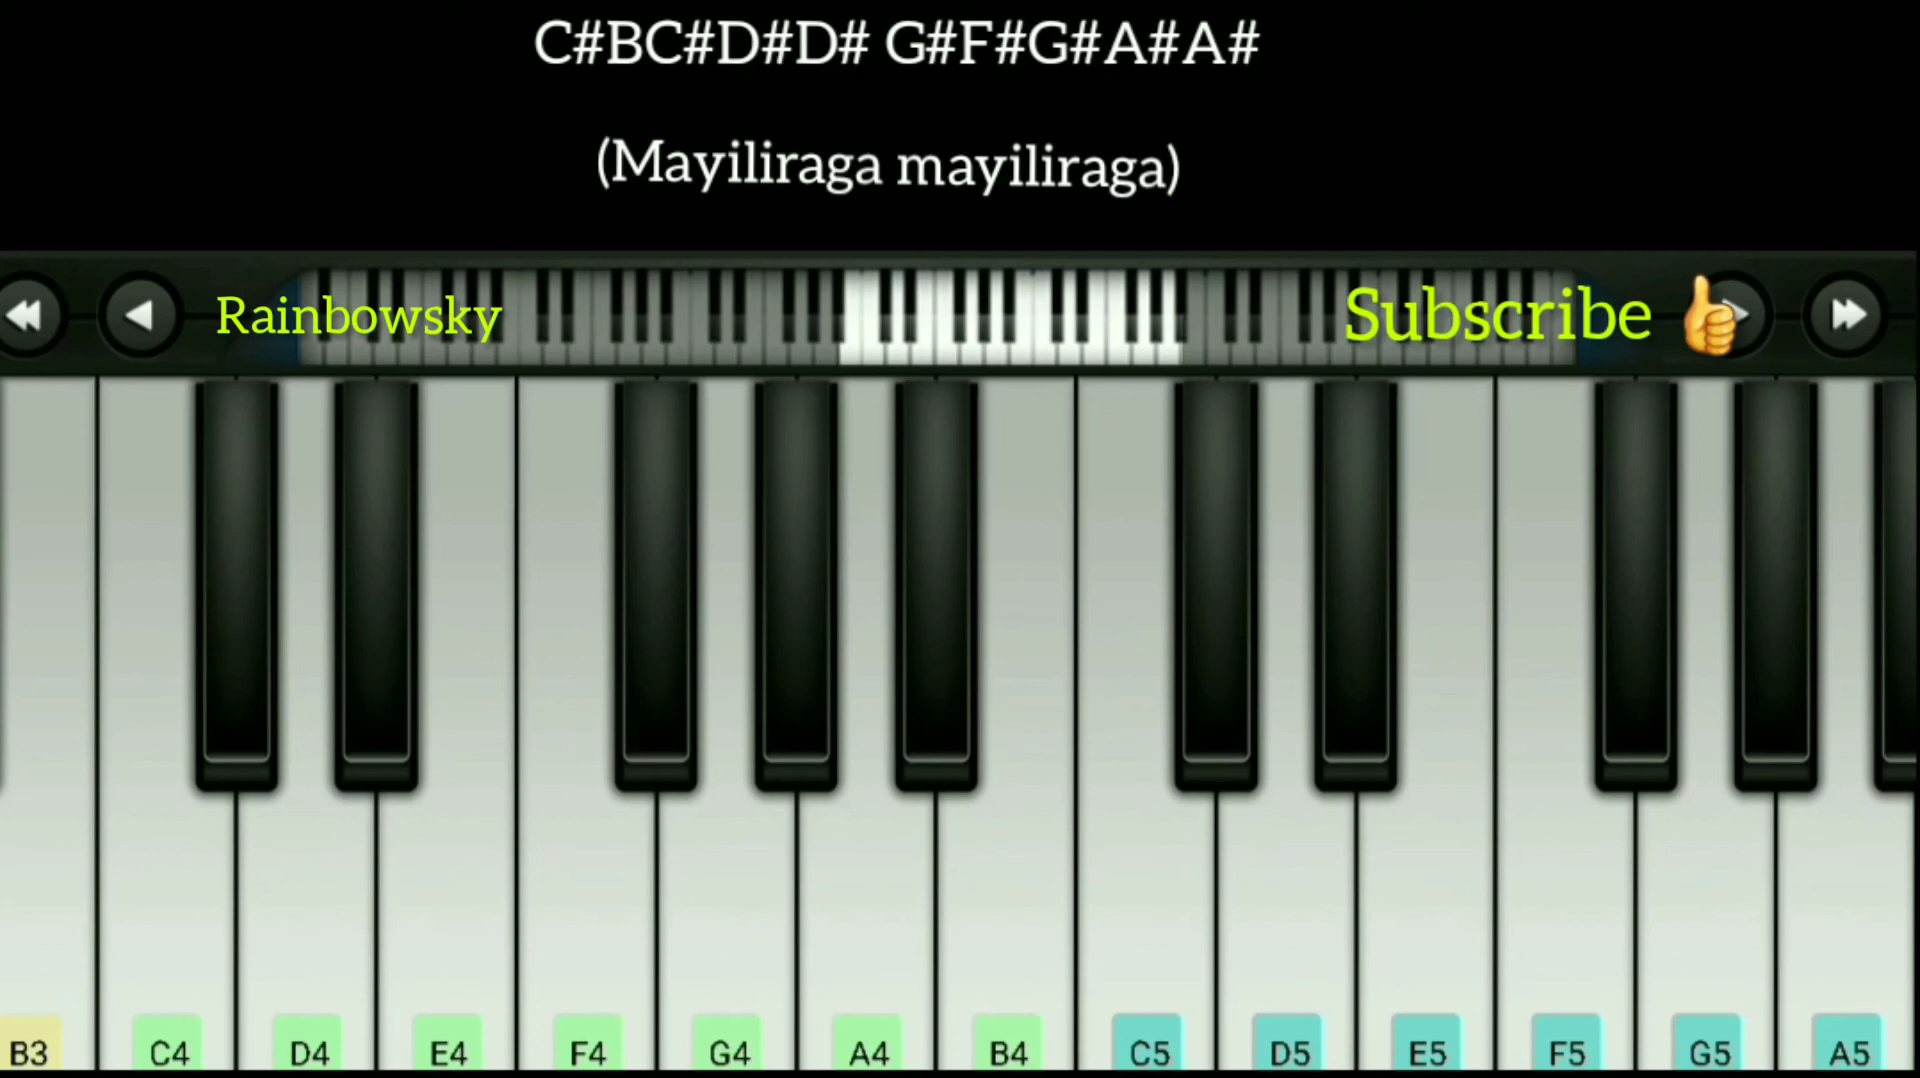 C#BC#D#D# G#F#G#A#A#
(Mayiliraga mayiliraga)
Rainbowsky
Subscribe 👍
B3 C4 D4 E4 F4 G4 A4 B4 C5 D5 E5 F5 G5 A5